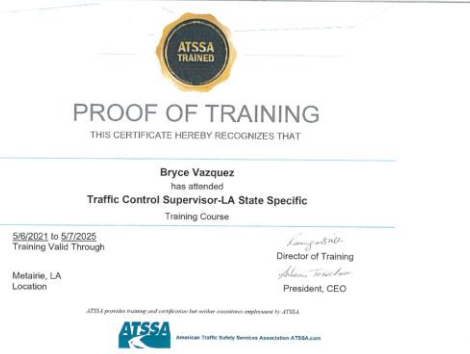 ATSSA
TRAINED
PROOF OF TRAINING
THIS CERTIFICATE HEREBY RECOGNIZES THAT
Bryce Vazquez
has attended
Traffic Control Supervisor-LA State Specific
Training Course
5/6/2021 to 5/7/2025
Training Valid Through
Director of Training
Metairie, LA
Location
President, CEO
ATSSA provides training and certification but neither constitutes employment by ATSSA
ATSSA
American Traffic Safety Services Association ATSSA.com